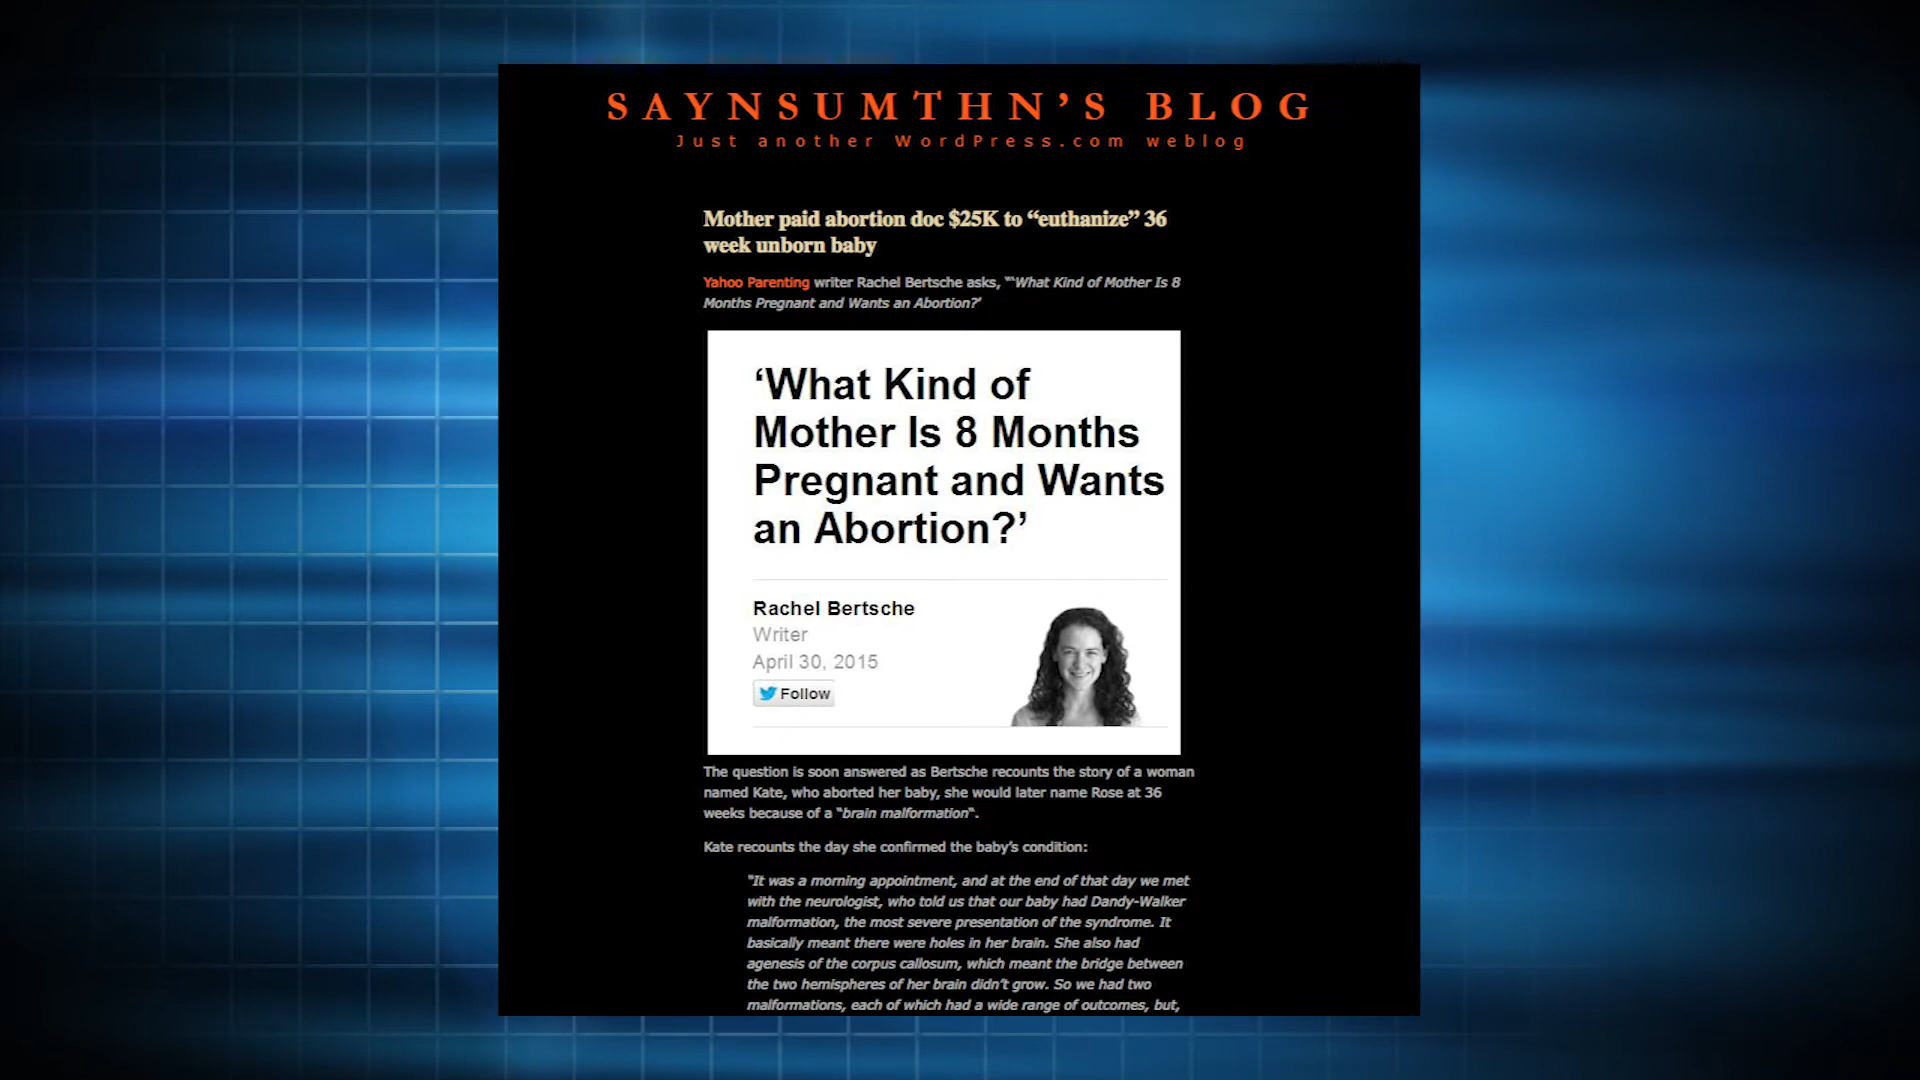 SAYNSUMTHN’S BLOG
Just another WordPress.com weblog
Mother paid abortion doc $25K to “euthanize” 36
week unborn baby
Yahoo Parenting writer Rachel Bertsche asks, “‘What Kind of Mother Is 8
Months Pregnant and Wants an Abortion?’
‘What Kind of
Mother Is 8 Months
Pregnant and Wants
an Abortion?’
Rachel Bertsche
Writer
April 30, 2015
Follow
The question is soon answered as Bertsche recounts the story of a woman
named Kate, who aborted her baby, she would later name Rose at 36
weeks because of a “brain malformation“.
Kate recounts the day she confirmed the baby’s condition:
“It was a morning appointment, and at the end of that day we met
with the neurologist, who told us that our baby had Dandy-Walker
malformation, the most severe presentation of the syndrome. It
basically meant there were holes in her brain. She also had
agenesis of the corpus callosum, which meant the bridge between
the two hemispheres of her brain didn’t grow. So we had two
malformations, each of which had a wide range of outcomes, but,